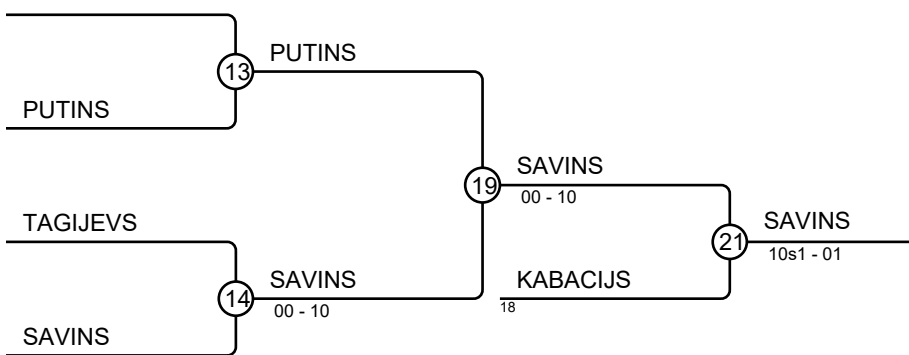 PUTINS
13
PUTINS
SAVINS
19
00 - 10
TAGIJEVS
SAVINS
21
10s1 - 01
SAVINS
KABACIJS
14
00 - 10
18
SAVINS